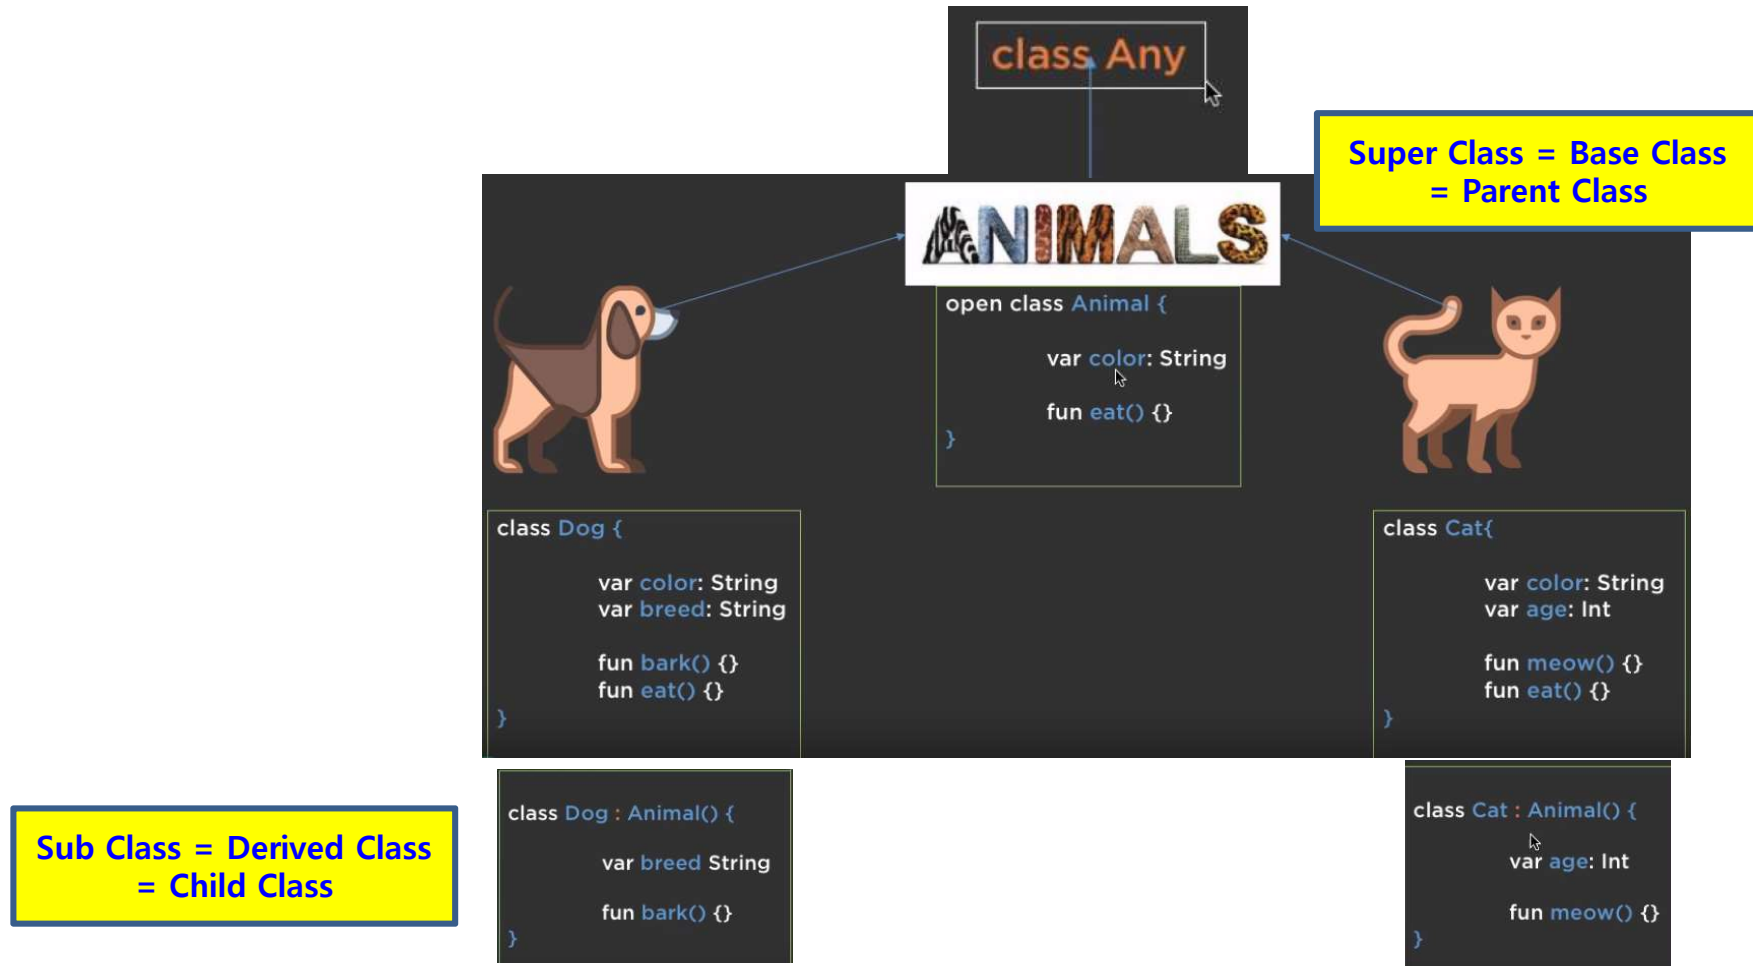 class Any
Super Class = Base Class
= Parent Class
ANIMALS
open class Animal {
var color: String
fun eat() {}
}
class Dog {
var color: String
var breed: String
fun bark() {}
fun eat() {}
}
class Cat{
var color: String
var age: Int
fun meow() {}
fun eat() {}
}
Sub Class = Derived Class
= Child Class
class Dog : Animal() {
var breed String
fun bark() {}
}
class Cat : Animal() {
var age: Int
fun meow() {}
}